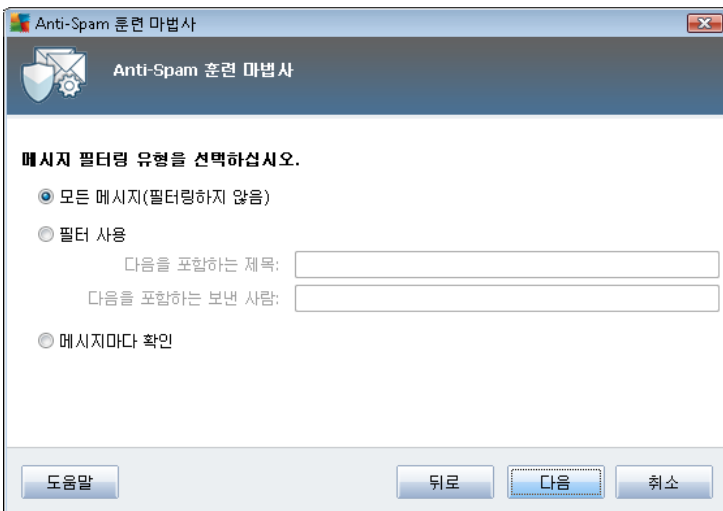 Anti-Spam 훈련 마법사
Anti-Spam 훈련 마법사
메시지 필터링 유형을 선택하십시오.
모든 메시지(필터링하지 않음)
필터 사용
다음을 포함하는 제목:
다음을 포함하는 보낸 사람:
메시지마다 확인
도움말 뒤로 다음 취소